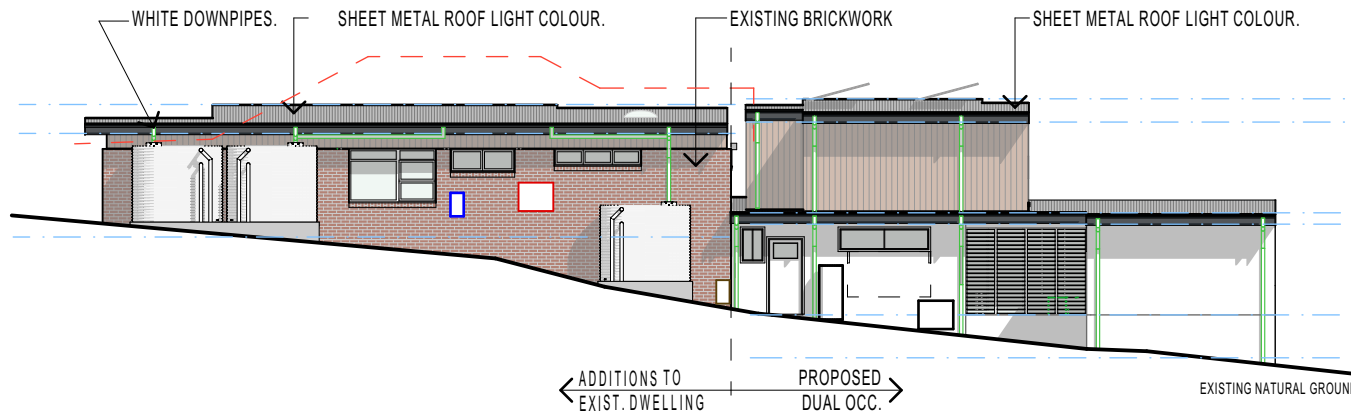 WHITE DOWNPIPES.
SHEET METAL ROOF LIGHT COLOUR.
EXISTING BRICKWORK
SHEET METAL ROOF LIGHT COLOUR.
ADDITIONS TO
EXIST. DWELLING
PROPOSED
DUAL OCC.
EXISTING NATURAL GROUN